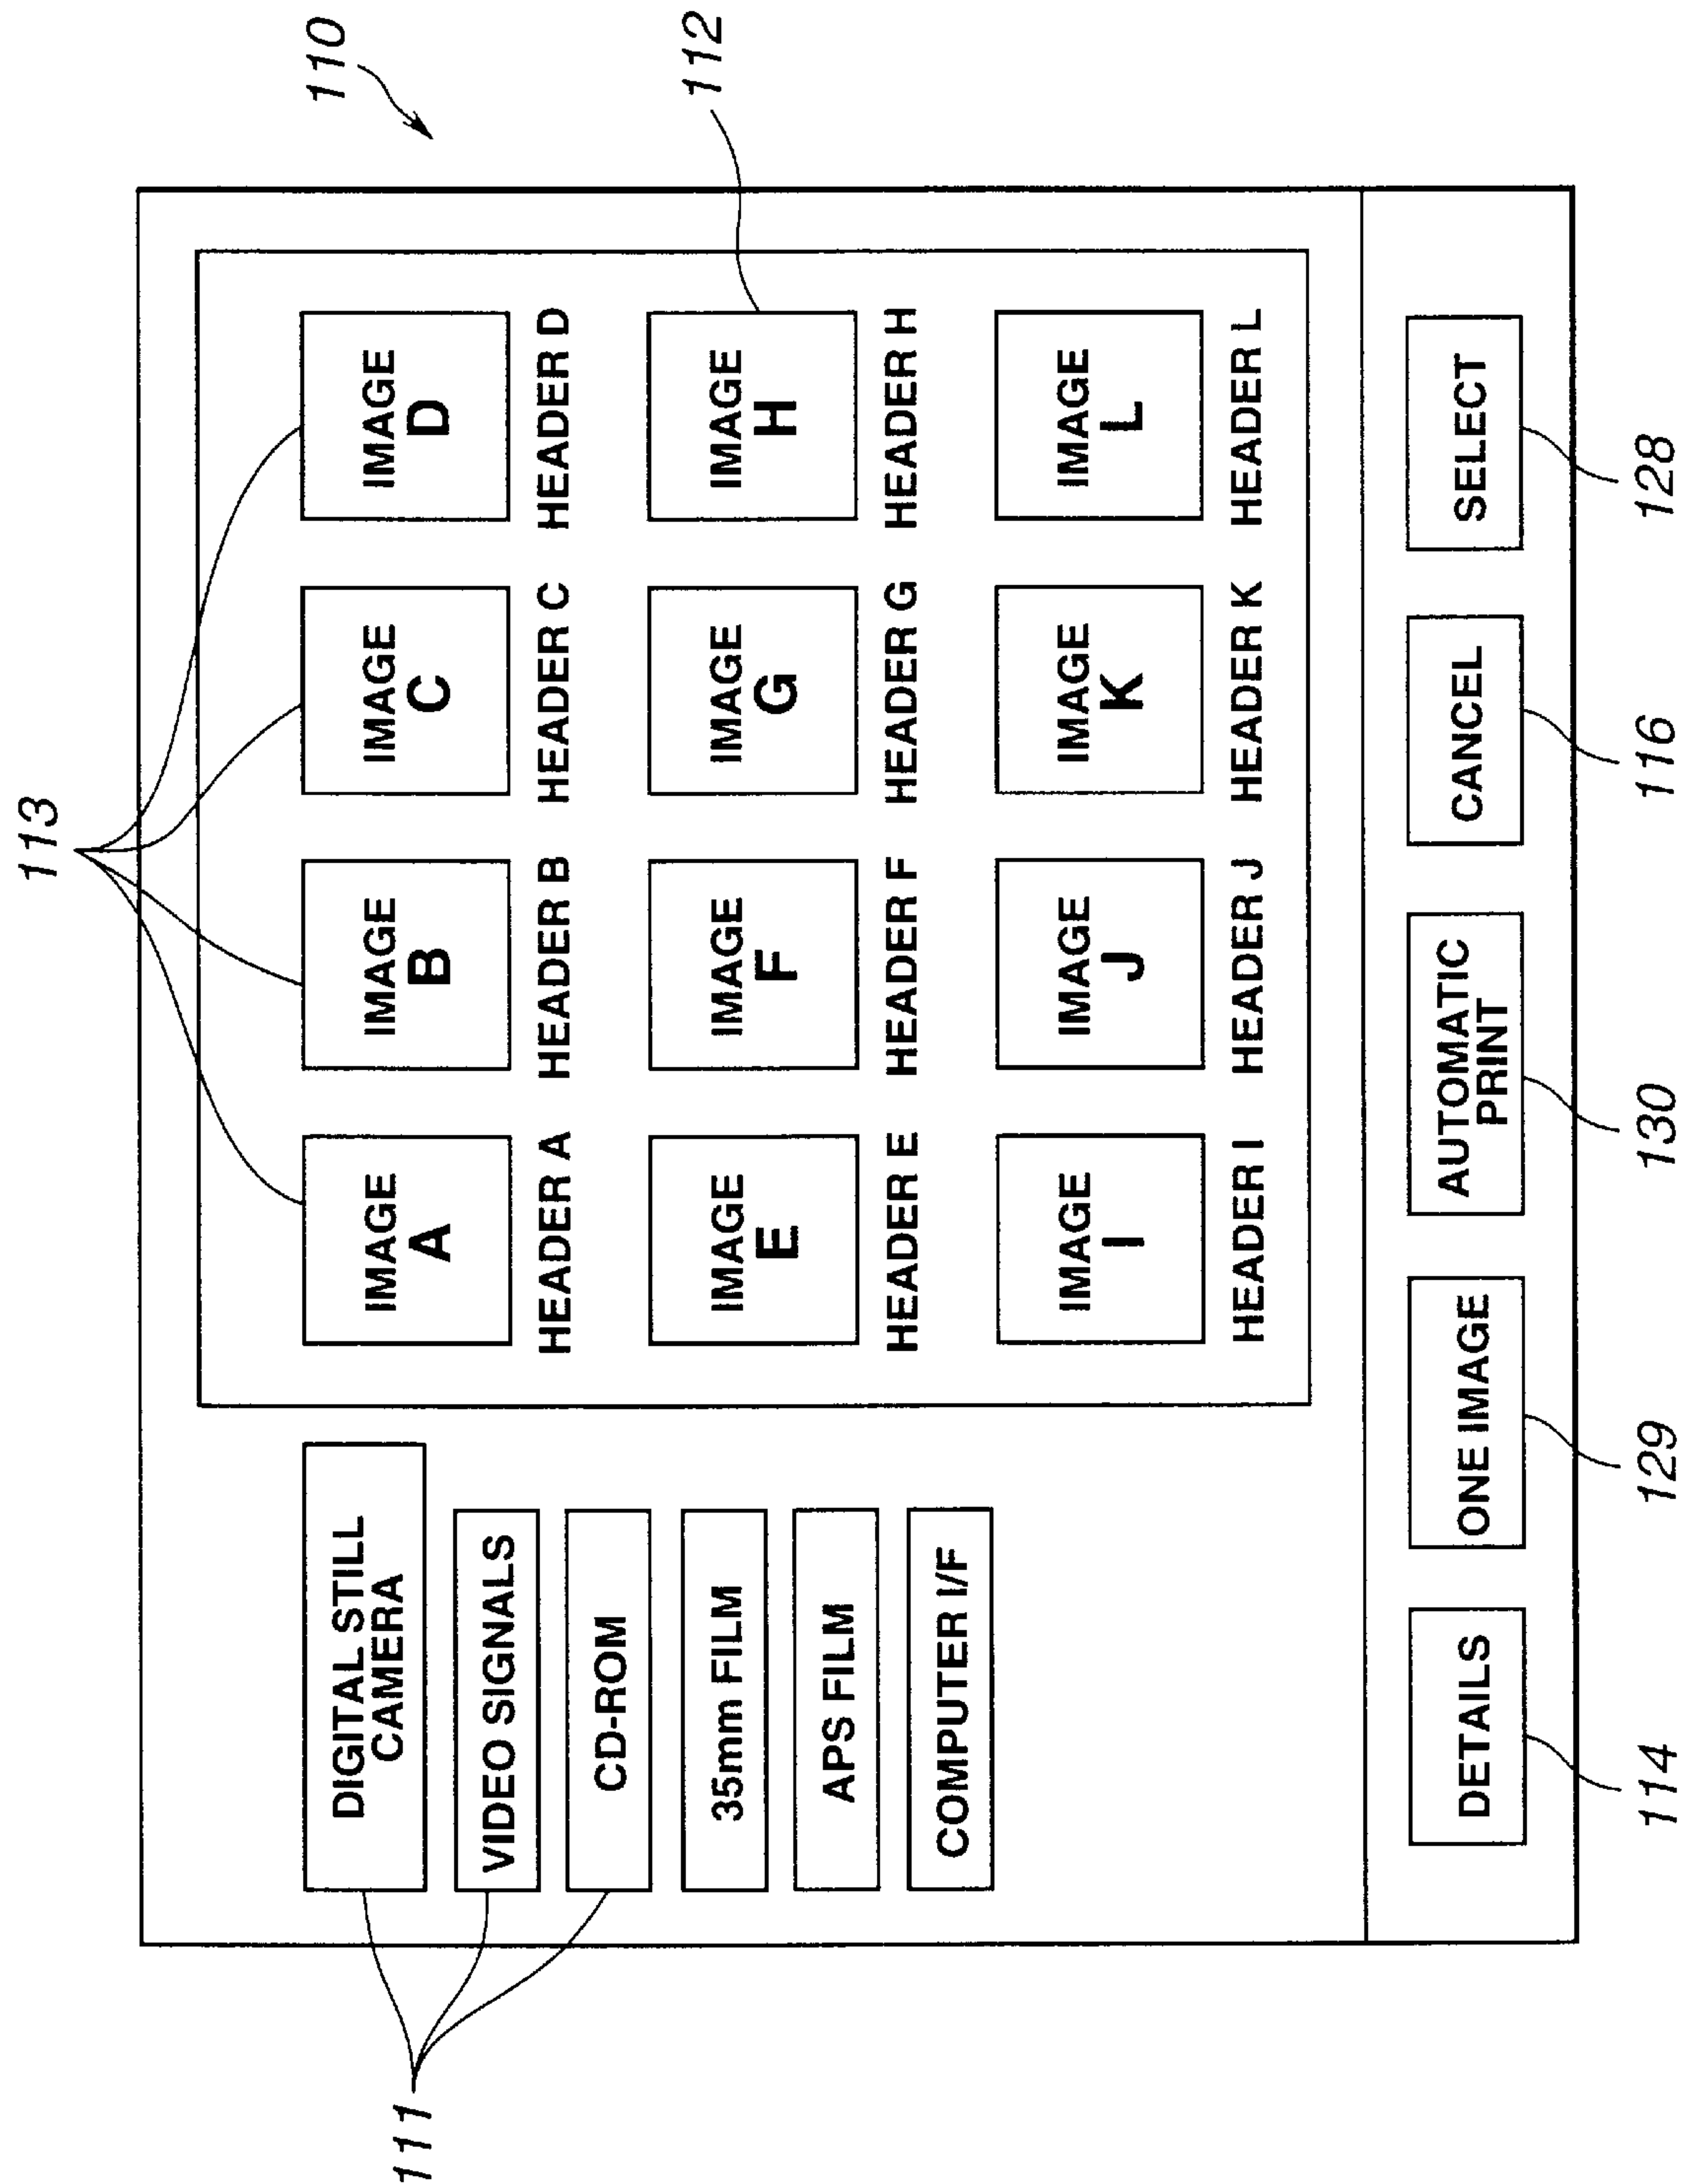 110
113
112
111
DIGITAL STILL
CAMERA
VIDEO SIGNALS
CD-ROM
35mm FILM
APS FILM
COMPUTER I/F
IMAGE
A
IMAGE
B
IMAGE
C
IMAGE
D
HEADER A
HEADER B
HEADER C
HEADER D
IMAGE
E
IMAGE
F
IMAGE
G
IMAGE
H
HEADER E
HEADER F
HEADER G
HEADER H
IMAGE
I
IMAGE
J
IMAGE
K
IMAGE
L
HEADER I
HEADER J
HEADER K
HEADER L
DETAILS
ONE IMAGE
AUTOMATIC
PRINT
CANCEL
SELECT
114
129
130
116
128